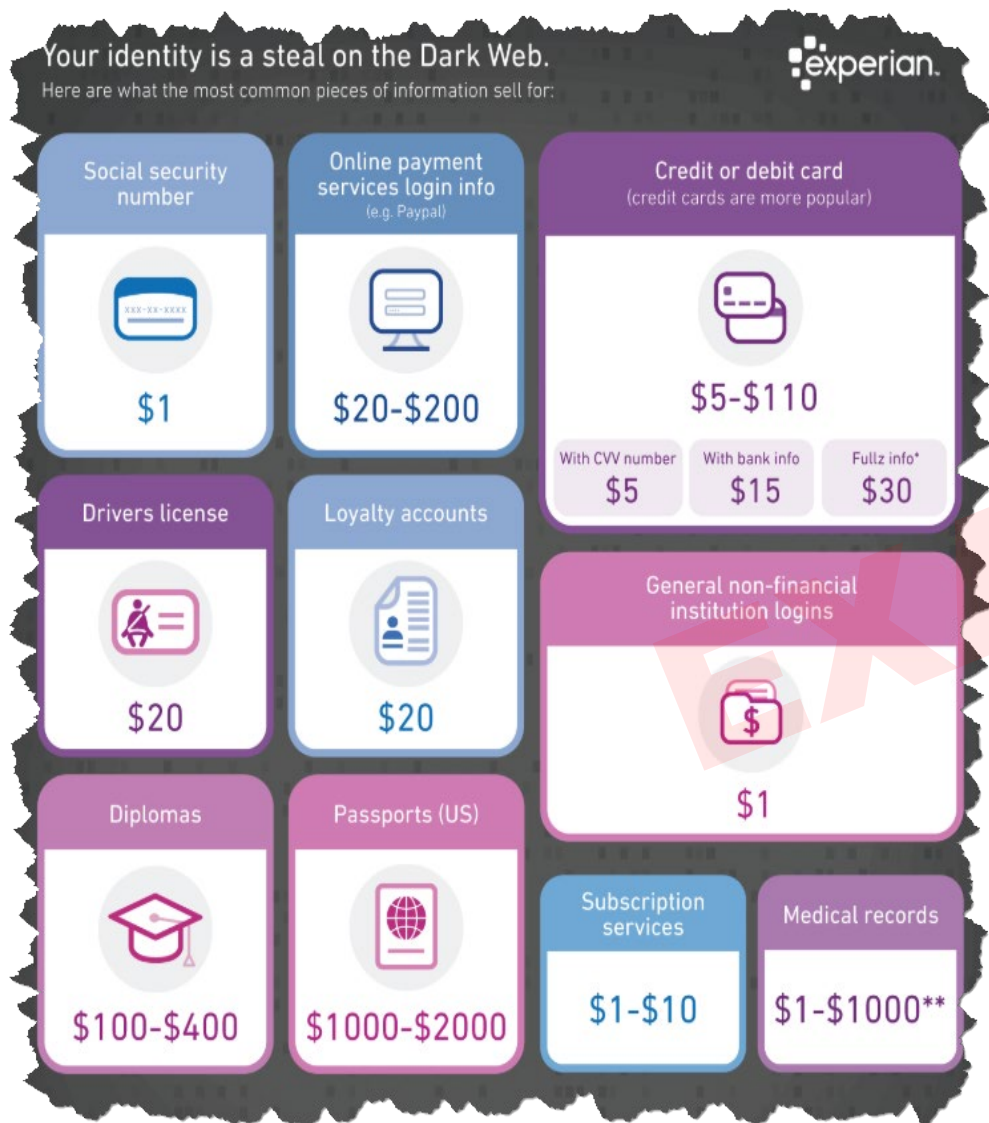 Your identity is a steal on the Dark Web.
Here are what the most common pieces of information sell for:
experian™
Social security
number
XXX-XX-XXXX
$1
Online payment
services login info
(e.g. Paypal)
$20-$200
Credit or debit card
(credit cards are more popular)
$5-$110
With CVV number
$5
With bank info
$15
Fullz info*
$30
Drivers license
$20
Loyalty accounts
$20
General non-financial
institution logins
$
$1
Diplomas
$100-$400
Passports (US)
$1000-$2000
Subscription
services
$1-$10
Medical records
$1-$1000**